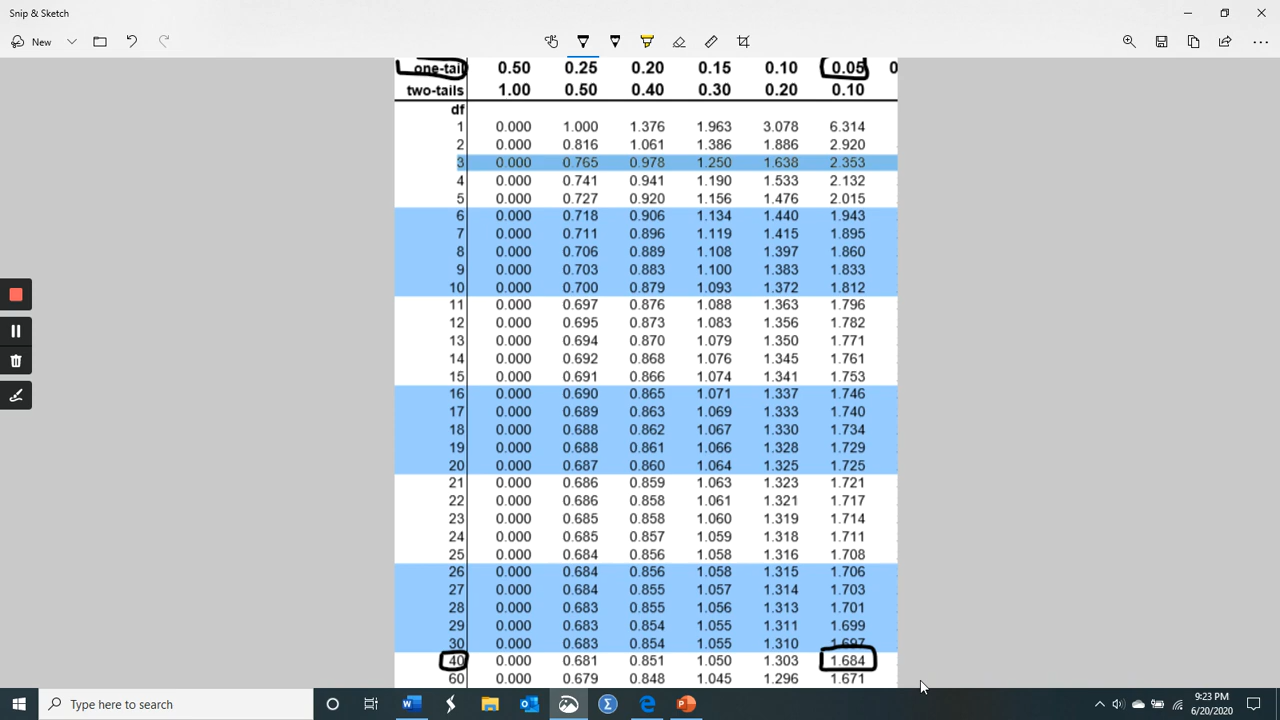 Snip & Sketch
New
one-tail 0.50 0.25 0.20 0.15 0.10 0.05 0
two-tails 1.00 0.50 0.40 0.30 0.20 0.10
df
1 0.000 1.000 1.376 1.963 3.078 6.314
2 0.000 0.816 1.061 1.386 1.886 2.920
3 0.000 0.765 0.978 1.250 1.638 2.353
4 0.000 0.741 0.941 1.190 1.533 2.132
5 0.000 0.727 0.920 1.156 1.476 2.015
6 0.000 0.718 0.906 1.134 1.440 1.943
7 0.000 0.711 0.896 1.119 1.415 1.895
8 0.000 0.706 0.889 1.108 1.397 1.860
9 0.000 0.703 0.883 1.100 1.383 1.833
10 0.000 0.700 0.879 1.093 1.372 1.812
11 0.000 0.697 0.876 1.088 1.363 1.796
12 0.000 0.695 0.873 1.083 1.356 1.782
13 0.000 0.694 0.870 1.079 1.350 1.771
14 0.000 0.692 0.868 1.076 1.345 1.761
15 0.000 0.691 0.866 1.074 1.341 1.753
16 0.000 0.690 0.865 1.071 1.337 1.746
17 0.000 0.689 0.863 1.069 1.333 1.740
18 0.000 0.688 0.862 1.067 1.330 1.734
19 0.000 0.688 0.861 1.066 1.328 1.729
20 0.000 0.687 0.860 1.064 1.325 1.725
21 0.000 0.686 0.859 1.063 1.323 1.721
22 0.000 0.686 0.858 1.061 1.321 1.717
23 0.000 0.685 0.858 1.060 1.319 1.714
24 0.000 0.685 0.857 1.059 1.318 1.711
25 0.000 0.684 0.856 1.058 1.316 1.708
26 0.000 0.684 0.856 1.058 1.315 1.706
27 0.000 0.684 0.855 1.057 1.314 1.703
28 0.000 0.683 0.855 1.056 1.313 1.701
29 0.000 0.683 0.854 1.055 1.311 1.699
30 0.000 0.683 0.854 1.055 1.310 1.697
40 0.000 0.681 0.851 1.050 1.303 1.684
60 0.000 0.679 0.848 1.045 1.296 1.671
Type here to search
9:23 PM
6/20/2020